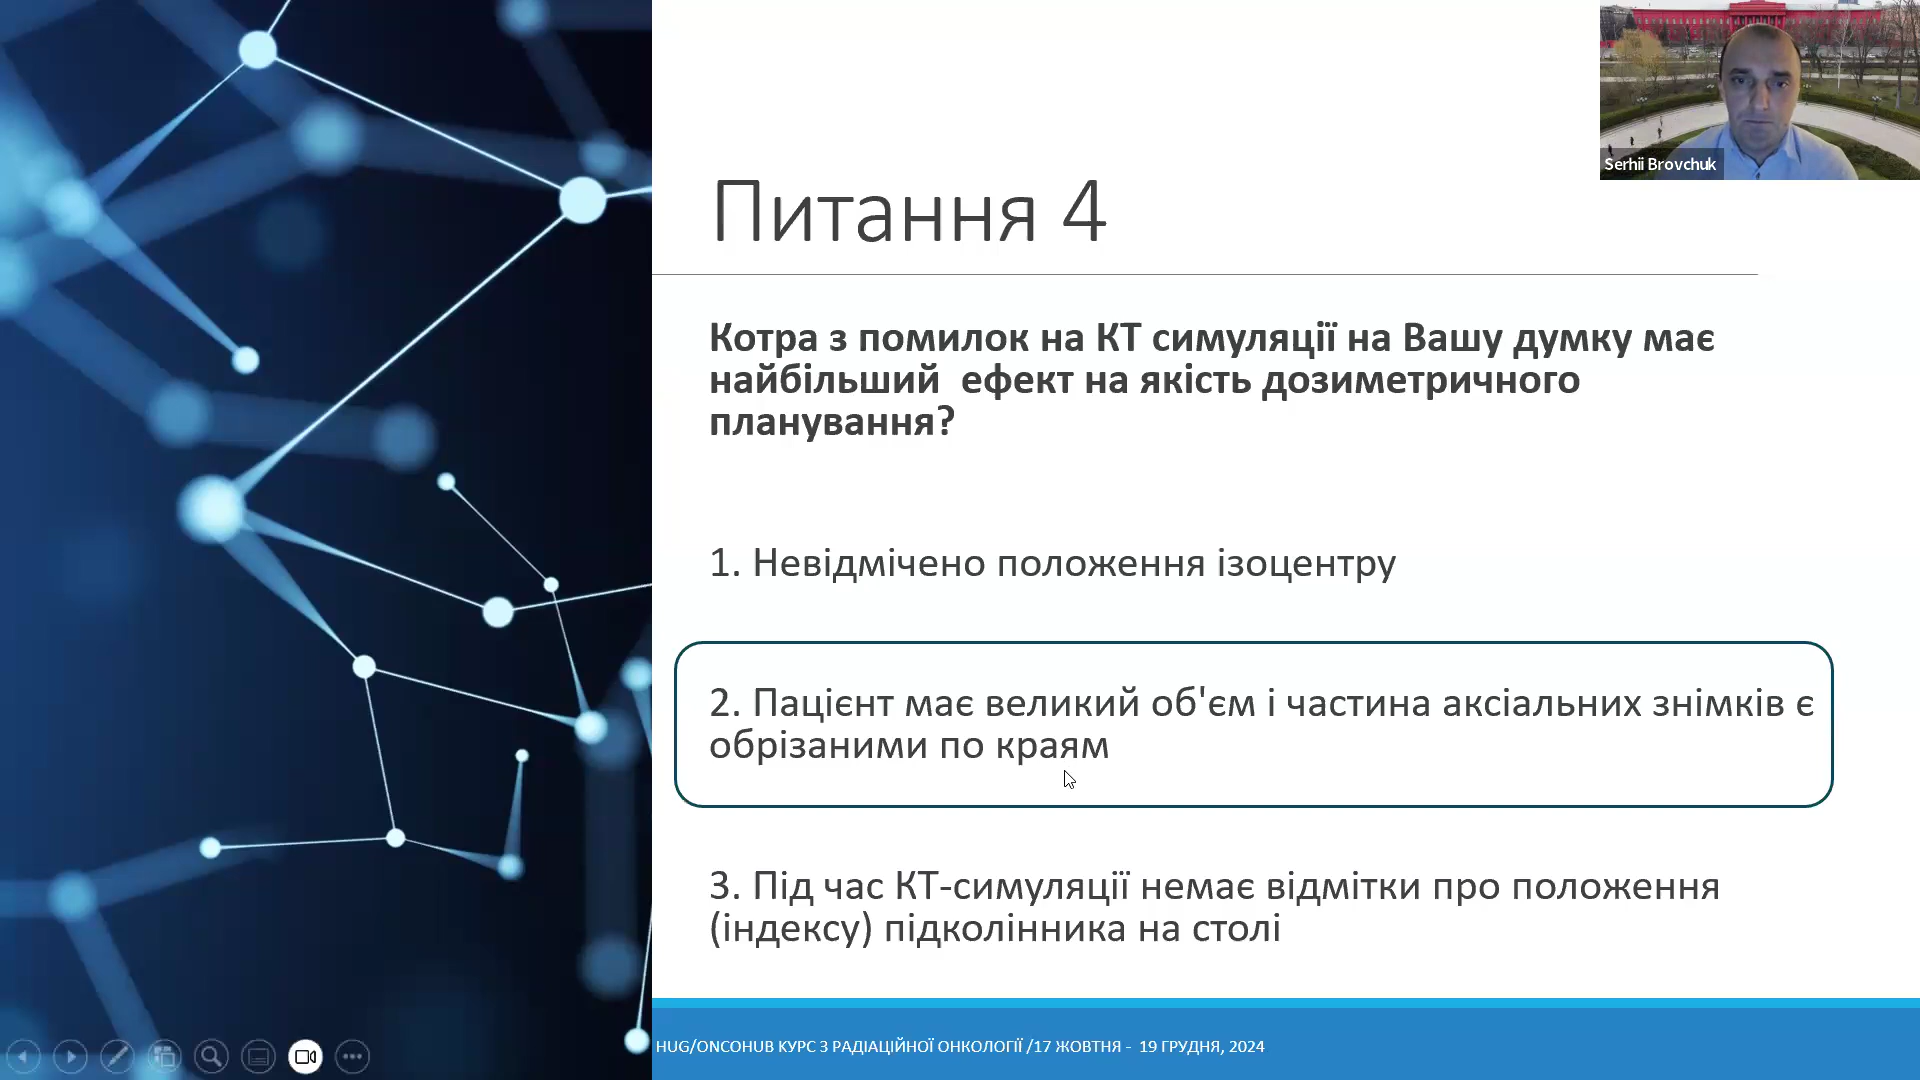 Serhii Brovchuk
Питання 4
Котра з помилок на КТ симуляції на Вашу думку має
найбільший  ефект на якість дозиметричного
планування?
1. Невідмічено положення ізоцентру
2. Пацієнт має великий об'єм і частина аксіальних знімків є
обрізаними по краям
3. Під час КТ-симуляції немає відмітки про положення
(індексу) підколінника на столі
HUG/ONCOHUB КУРС З РАДІАЦІЙНОЇ ОНКОЛОГІЇ /17 ЖОВТНЯ -  19 ГРУДНЯ, 2024